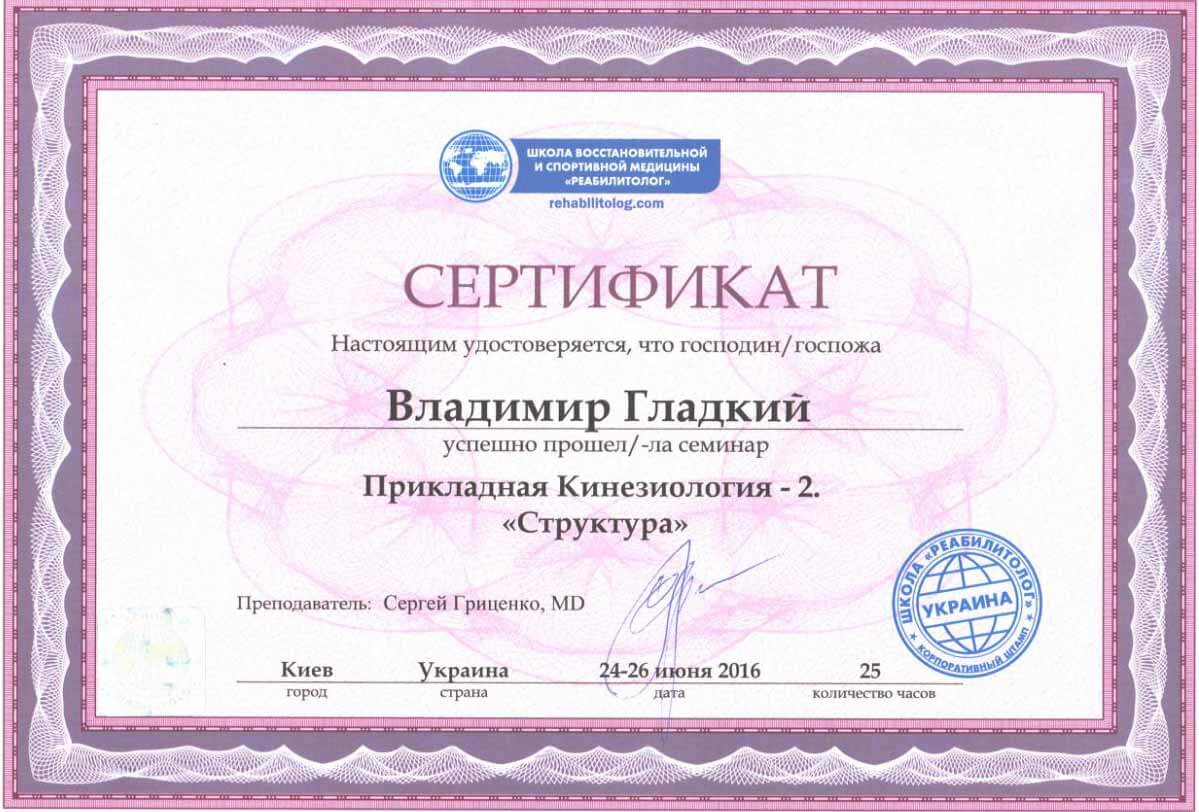 ШКОЛА ВОССТАНОВИТЕЛЬНОЙ
И СПОРТИВНОЙ МЕДИЦИНЫ
«РЕАБИЛИТОЛОГ»
rehabilitolog.com
СЕРТИФИКАТ
Настоящим удостоверяется, что господин/госпожа
Владимир Гладкий
успешно прошел/-ла семинар
Прикладная Кинезиология - 2.
«Структура»
Преподаватель: Сергей Гриценко, MD
ШКОЛА «РЕАБИЛИТОЛОГ»
УКРАИНА
КОРПОРАТИВНЫЙ ШТАМП
Киев Украина 24-26 июня 2016 25
город страна дата количество часов